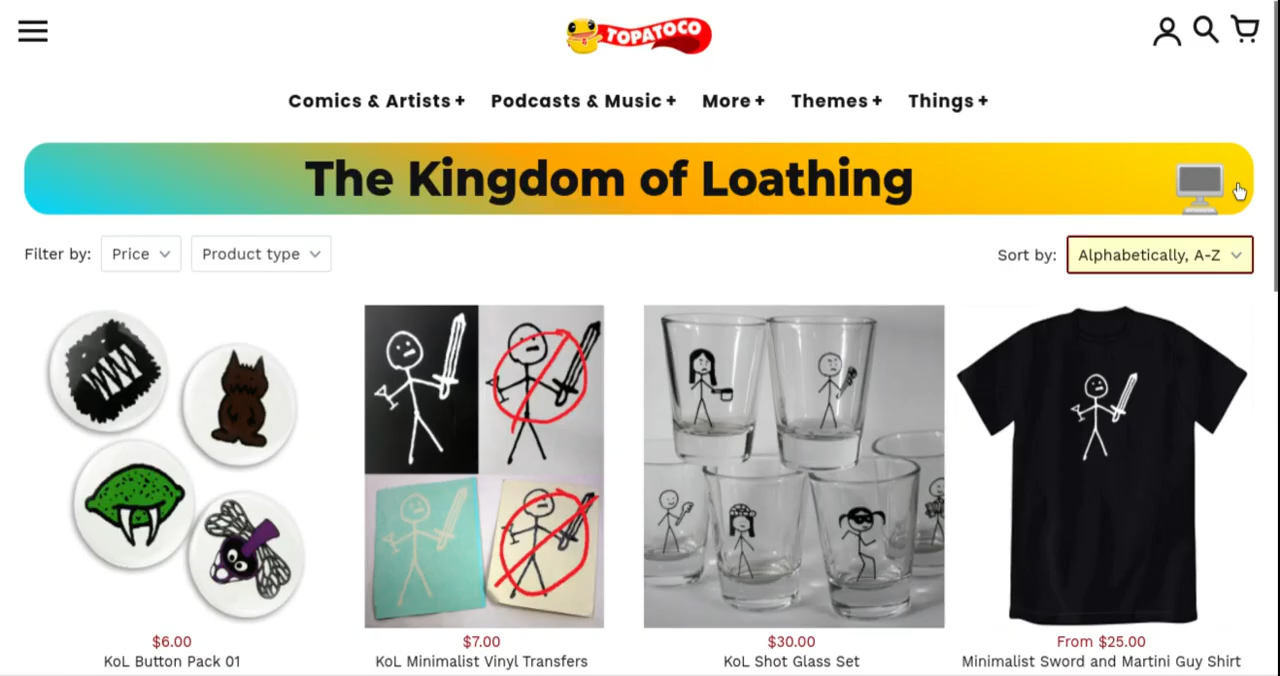 TOPATOCO
Comics & Artists + Podcasts & Music + More + Themes + Things +
The Kingdom of Loathing
Filter by: Price Product type Sort by: Alphabetically, A-Z
$6.00 $7.00 $30.00 From $25.00
KoL Button Pack 01 KoL Minimalist Vinyl Transfers KoL Shot Glass Set Minimalist Sword and Martini Guy Shirt